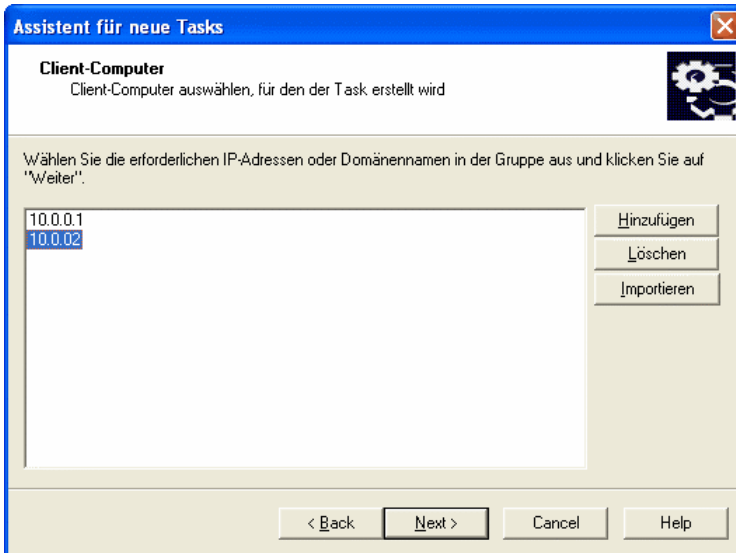 Assistent für neue Tasks
Client-Computer
Client-Computer auswählen, für den der Task erstellt wird
Wählen Sie die erforderlichen IP-Adressen oder Domänennamen in der Gruppe aus und klicken Sie auf
"Weiter".
10.0.0.1
10.0.02
Hinzufügen
Löschen
Importieren
< Back
Next >
Cancel
Help